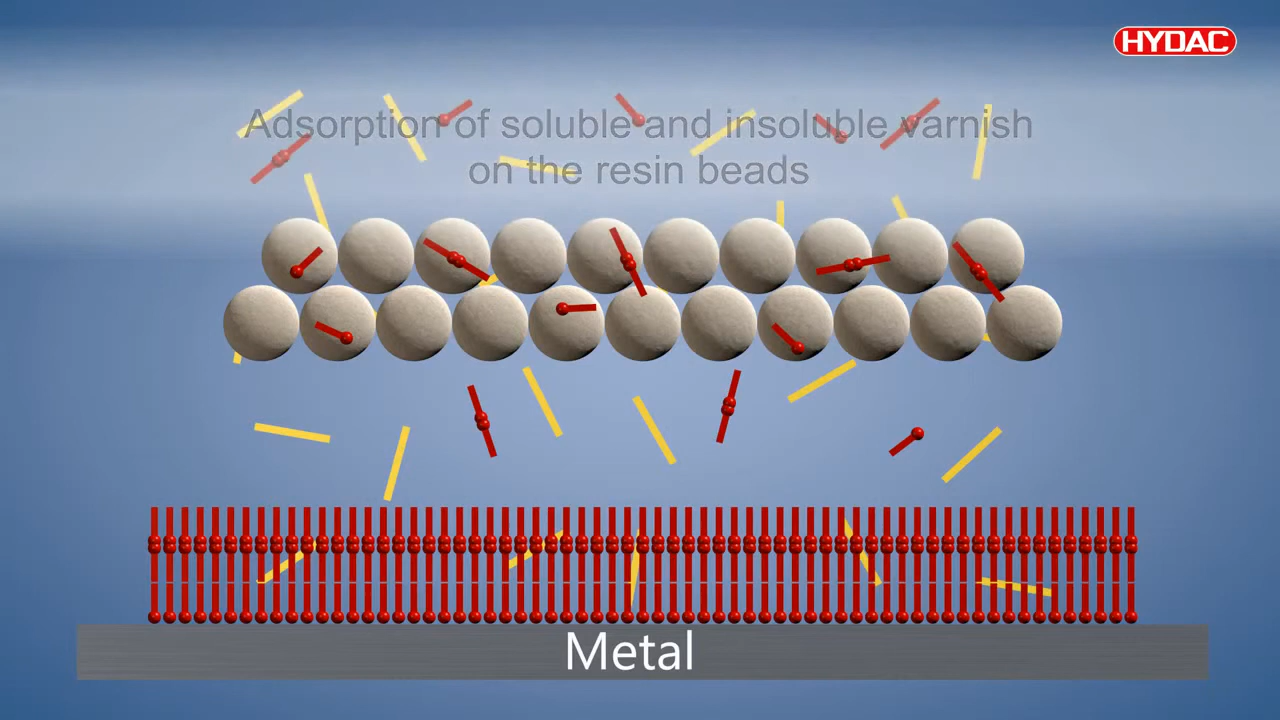 HYDAC
Adsorption of soluble and insoluble varnish
on the resin beads
Metal